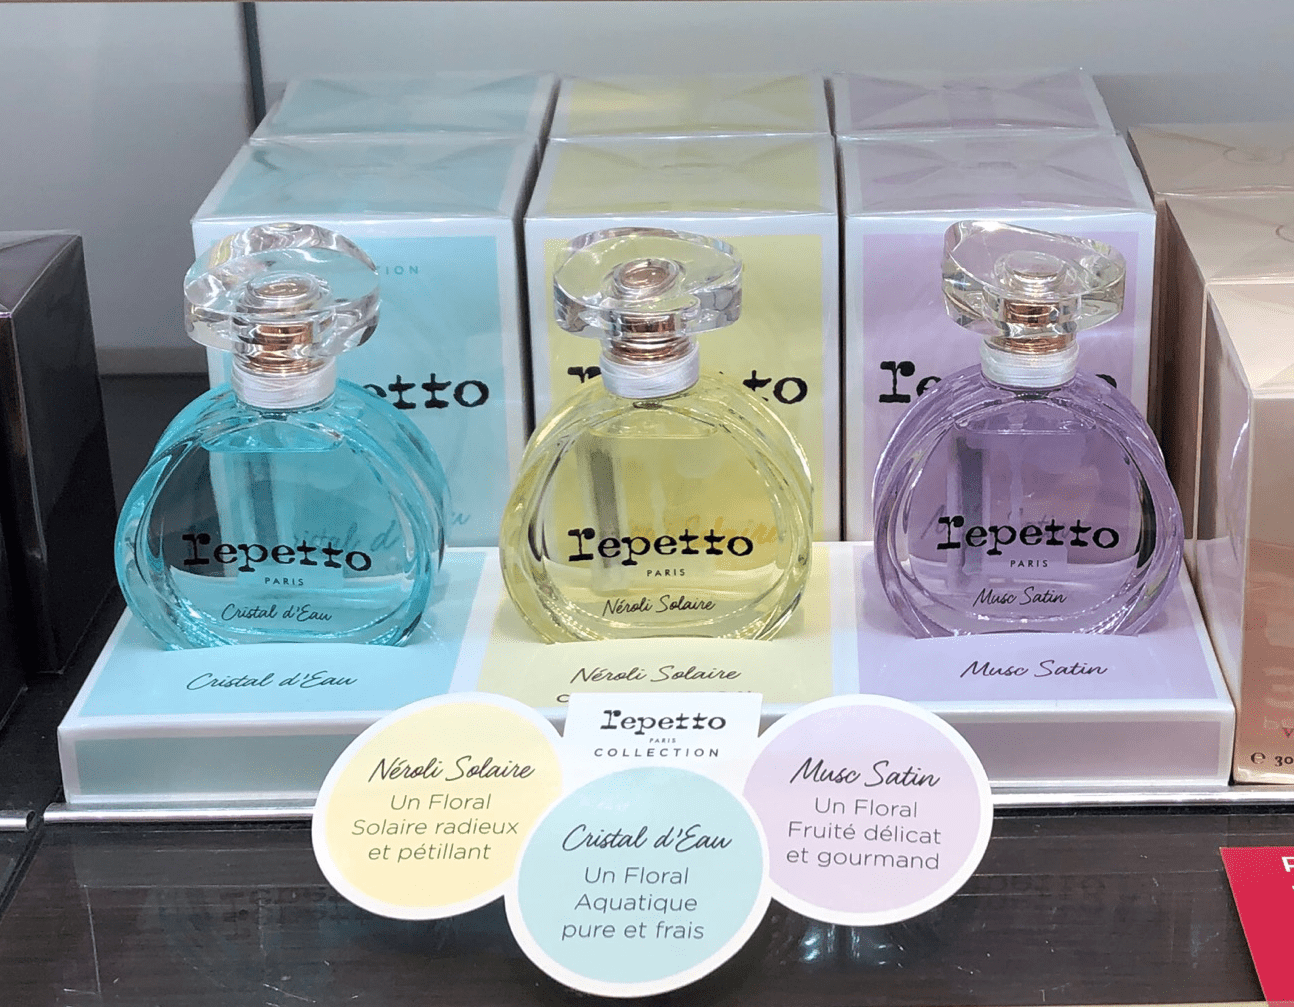 repetto
repetto
PARIS
Cristal d'Eau
Cristal d'Eau
repetto
PARIS
Néroli Solaire
Néroli Solaire
repetto
PARIS
Musc Satin
Musc Satin
repetto
PARIS
COLLECTION
Néroli Solaire
Un Floral
Solaire radieux
et pétillant
Cristal d'Eau
Un Floral
Aquatique
pure et frais
Musc Satin
Un Floral
Fruité délicat
et gourmand